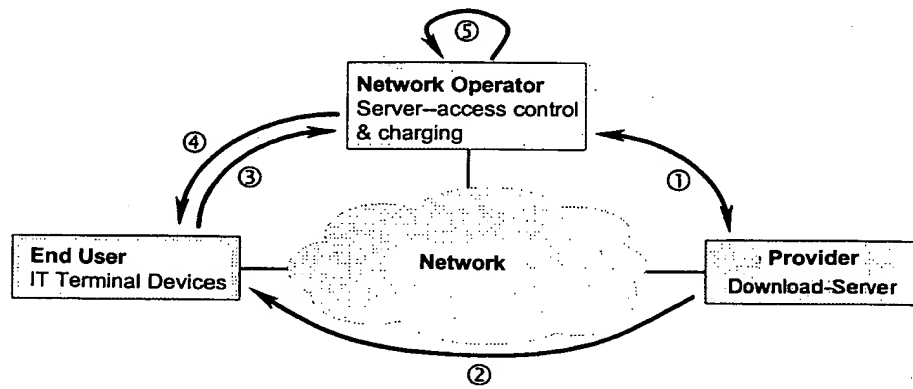 ⑤
Network Operator
Server--access control
& charging
④
③
①
End User
IT Terminal Devices
Network
Provider
Download-Server
②